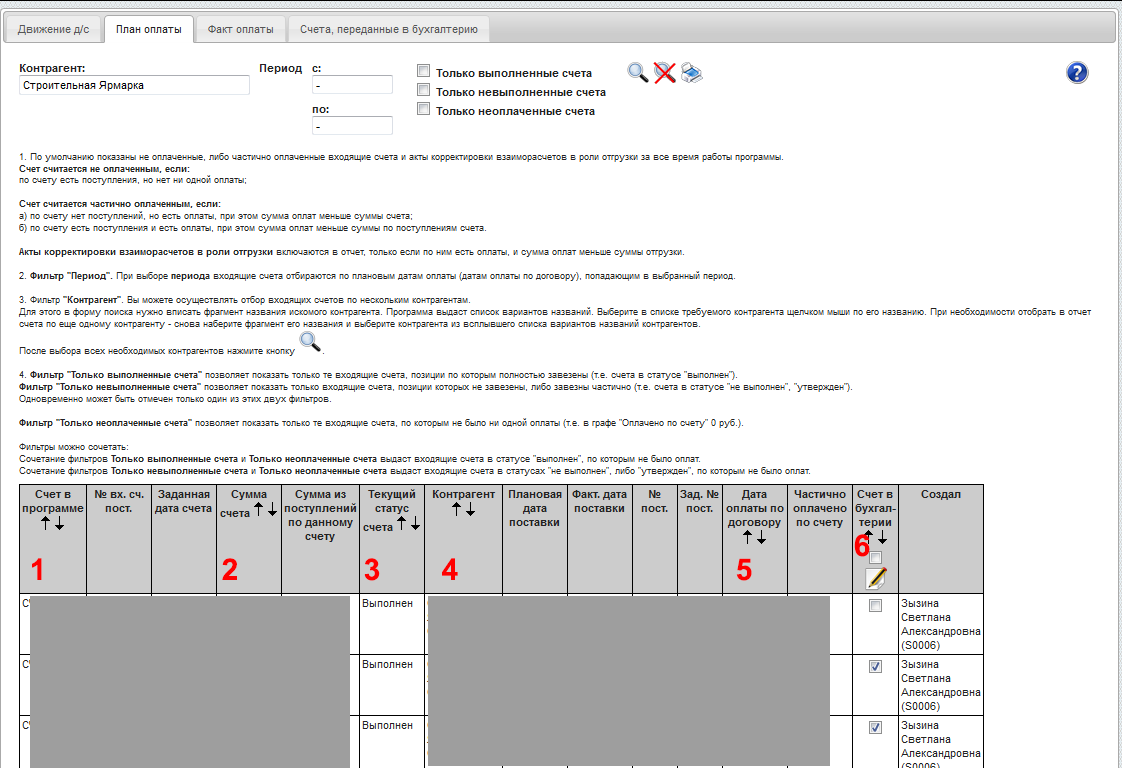 Движение д/с
План оплаты
Факт оплаты
Счета, переданные в бухгалтерию
Контрагент:
Строительная Ярмарка
Период с:
-
по:
-
Только выполненные счета
Только невыполненные счета
Только неоплаченные счета
?
1. По умолчанию показаны не оплаченные, либо частично оплаченные входящие счета и акты корректировки взаиморасчетов в роли отгрузки за все время работы программы.
Счет считается не оплаченным, если:
по счету есть поступления, но нет ни одной оплаты;
Счет считается частично оплаченным, если:
а) по счету нет поступлений, но есть оплаты, при этом сумма оплат меньше суммы счета;
б) по счету есть поступления и есть оплаты, при этом сумма оплат меньше суммы по поступлениям счета.
Акты корректировки взаиморасчетов в роли отгрузки включаются в отчет, только если по ним есть оплаты, и сумма оплат меньше суммы отгрузки.
2. Фильтр "Период". При выборе периода входящие счета отбираются по плановым датам оплаты (датам оплаты по договору), попадающим в выбранный период.
3. Фильтр "Контрагент". Вы можете осуществлять отбор входящих счетов по нескольким контрагентам.
Для этого в форму поиска нужно вписать фрагмент названия искомого контрагента. Программа выдаст список вариантов названий. Выберите в списке требуемого контрагента щелчком мыши по его названию. При необходимости отобрать в отчет
счета по еще одному контрагенту - снова наберите фрагмент его названия и выберите контрагента из всплывшего списка вариантов названий контрагентов.
После выбора всех необходимых контрагентов нажмите кнопку .
4. Фильтр "Только выполненные счета" позволяет показать только те входящие счета, позиции по которым полностью завезены (т.е. счета в статусе "выполнен").
Фильтр "Только невыполненные счета" позволяет показать только входящие счета, позиции которых не завезены, либо завезены частично (т.е. счета в статусе "не выполнен", "утвержден").
Одновременно может быть отмечен только один из этих двух фильтров.
Фильтр "Только неоплаченные счета" позволяет показать только те входящие счета, по которым не было ни одной оплаты (т.е. в графе "Оплачено по счету" 0 руб.).
Фильтры можно сочетать:
Сочетание фильтров Только выполненные счета и Только неоплаченные счета выдаст входящие счета в статусе "выполнен", по которым не было оплат.
Сочетание фильтров Только невыполненные счета и Только неоплаченные счета выдаст входящие счета в статусах "не выполнен", либо "утвержден", по которым не было оплат.
Счет в
программе
№ вх. сч.
пост.
Заданная
дата счета
Сумма
счета
Сумма из
поступлений
по данному
счету
Текущий
статус
счета
Контрагент
Плановая
дата
поставки
Факт. дата
поставки
№
пост.
Зад. №
пост.
Дата
оплаты по
договору
Частично
оплачено
по счету
Счет в
бухгал-
терии
Создал
1
2
3
4
5
6
Выполнен
Зызина
Светлана
Александровна
(S0006)
Выполнен
Зызина
Светлана
Александровна
(S0006)
Выполнен
Зызина
Светлана
Александровна
(S0006)